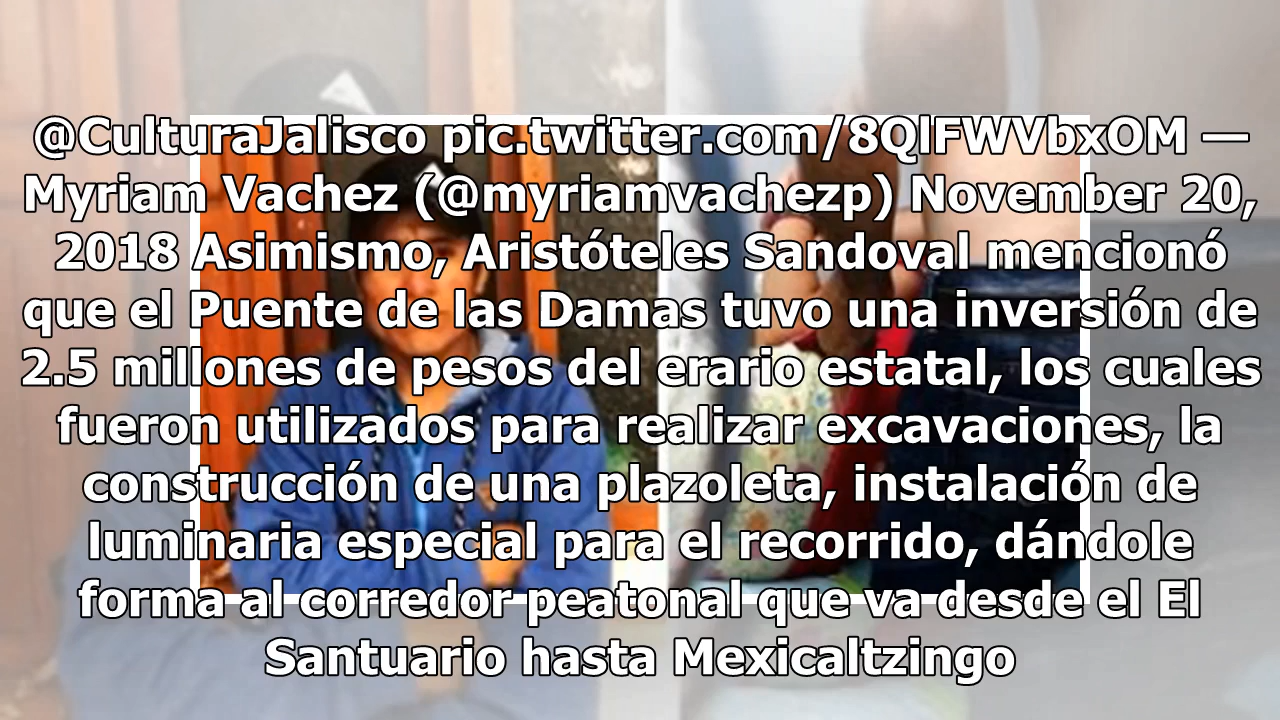 @CulturaJalisco pic.twitter.com/8QlFWVbxOM —
Myriam Vachez (@myriamvachezp) November 20,
2018 Asimismo, Aristóteles Sandoval mencionó
que el Puente de las Damas tuvo una inversión de
2.5 millones de pesos del erario estatal, los cuales
fueron utilizados para realizar excavaciones, la
construcción de una plazoleta, instalación de
luminaria especial para el recorrido, dándole
forma al corredor peatonal que va desde el El
Santuario hasta Mexicaltzingo